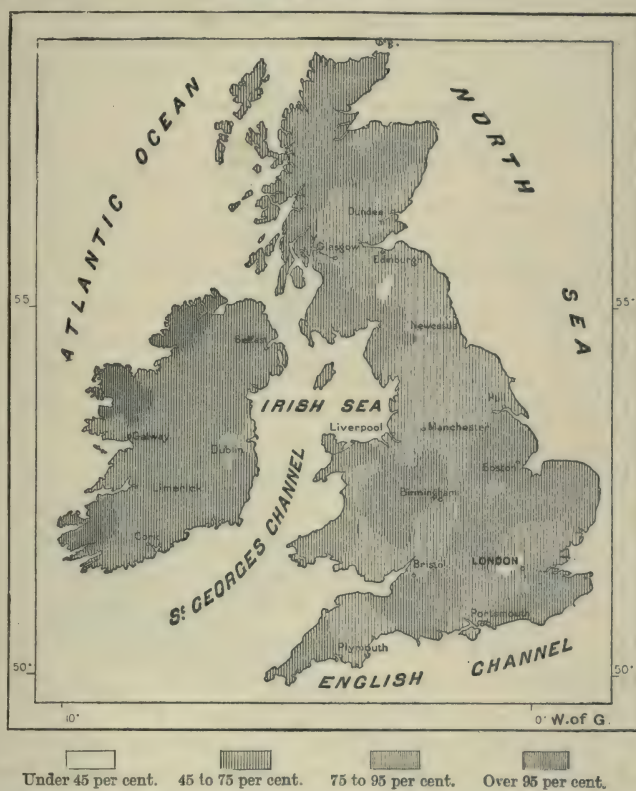 ATLANTIC OCEAN
NORTH
SEA
Dundee
Glasgow
Edinburgh
55°
55°
Newcastle
Belfast
IRISH SEA
Hull
Liverpool
Manchester
Galway
Dublin
Boston
Limerick
Birmingham
Cork
ST GEORGES CHANNEL
Bristol
LONDON
Portsmouth
Plymouth
50°
50°
ENGLISH CHANNEL
10°
0° W. of G.
Under 45 per cent. 45 to 75 per cent. 75 to 95 per cent. Over 95 per cent.